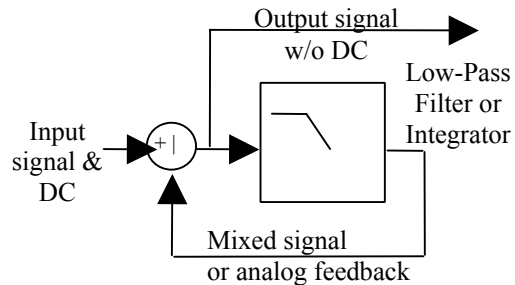 Output signal
w/o DC
Low-Pass
Filter or
Integrator
Input
signal &
DC
+ |
Mixed signal
or analog feedback